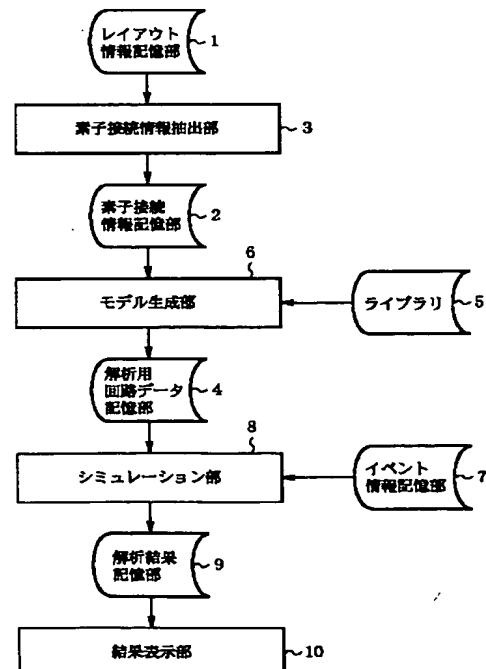 レイアウト
情報記憶部
1
素子接続情報抽出部
3
素子接続
情報記憶部
2
6
モデル生成部
ライブラリ
5
解析用
回路データ
記憶部
4
8
シミュレーション部
イベント
情報記憶部
7
解析結果
記憶部
9
結果表示部
10